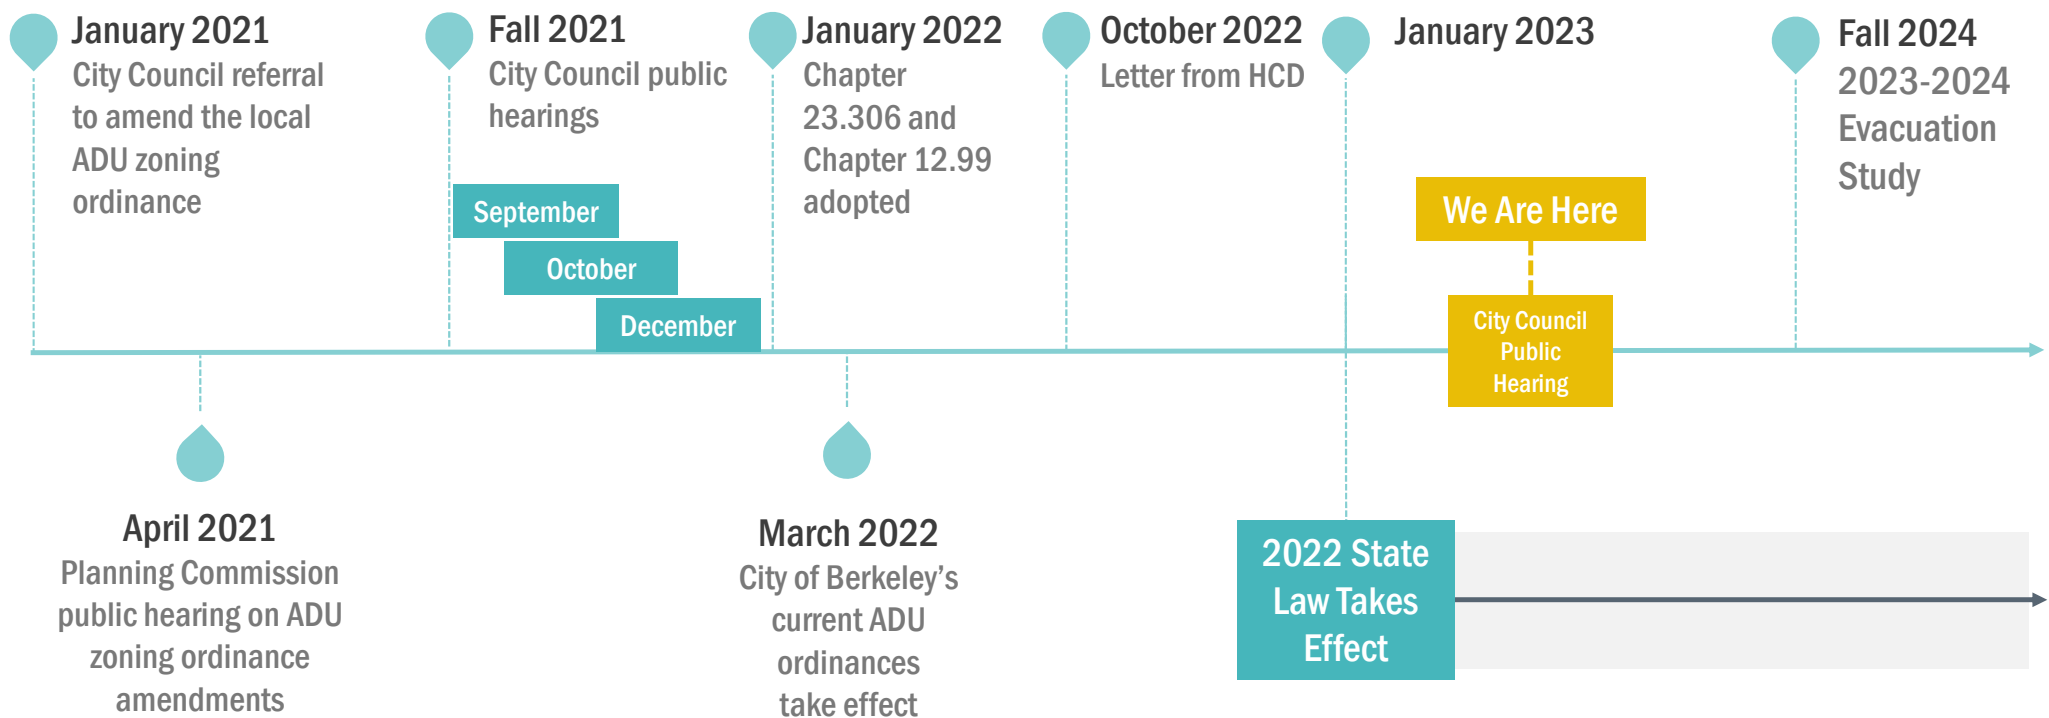 January 2021
City Council referral
to amend the local
ADU zoning
ordinance
Fall 2021
City Council public
hearings
September
October
December
January 2022
Chapter
23.306 and
Chapter 12.99
adopted
October 2022
Letter from HCD
January 2023
We Are Here
City Council
Public
Hearing
Fall 2024
2023-2024
Evacuation
Study
April 2021
Planning Commission
public hearing on ADU
zoning ordinance
amendments
March 2022
City of Berkeley’s
current ADU
ordinances
take effect
2022 State
Law Takes
Effect